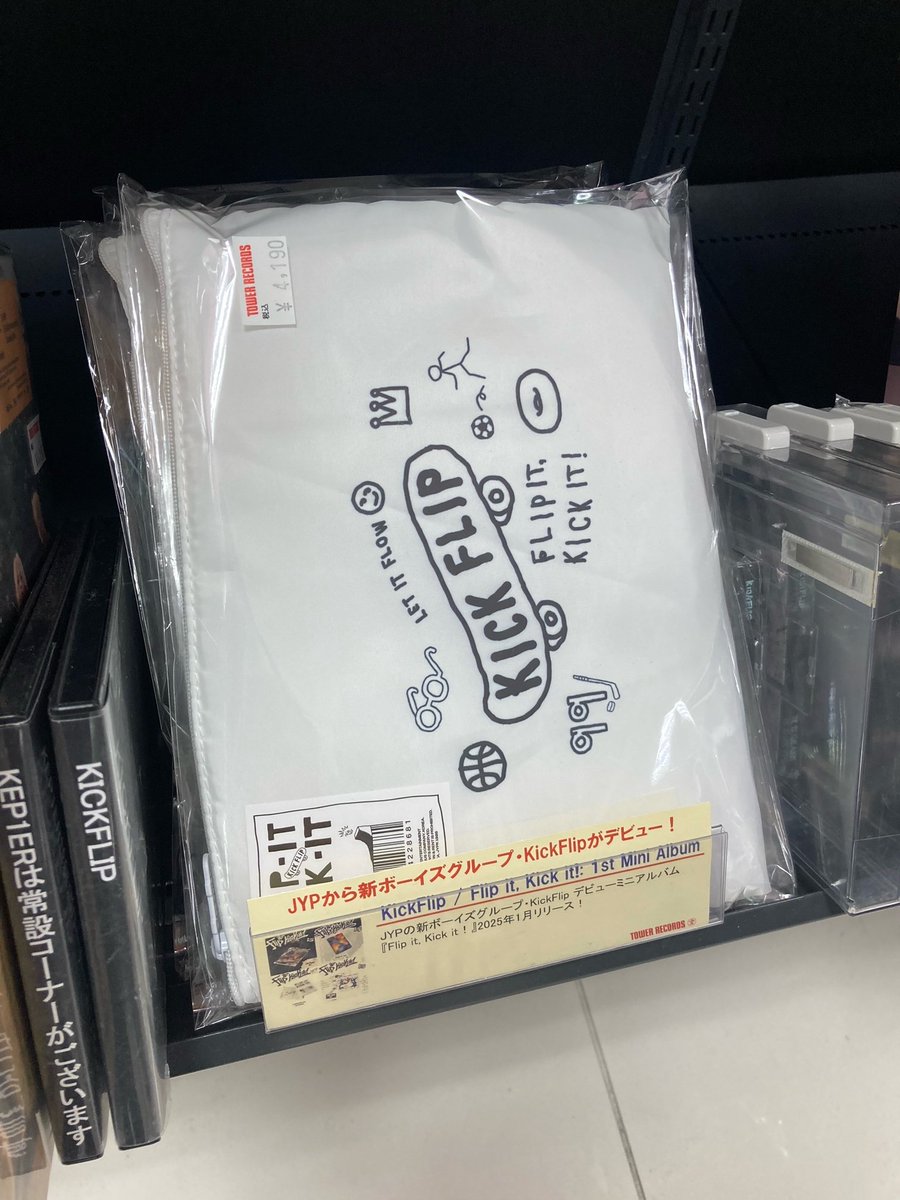 TOWER RECORDS
税込
¥ 4,190
LET IT FLOW
KICK FLIP
FLIP IT,
KICK IT!
KICK FLIP
4228681
JYPから新ボーイズグループ・KickFlipがデビュー！
KickFlip / Flip it, Kick it!: 1st Mini Album
JYPの新ボーイズグループ・KickFlip デビューミニアルバム
『Flip it, Kick it！』2025年1月リリース！
TOWER RECORDS
KEP1ERは常設コーナーがございます
KICKFLIP